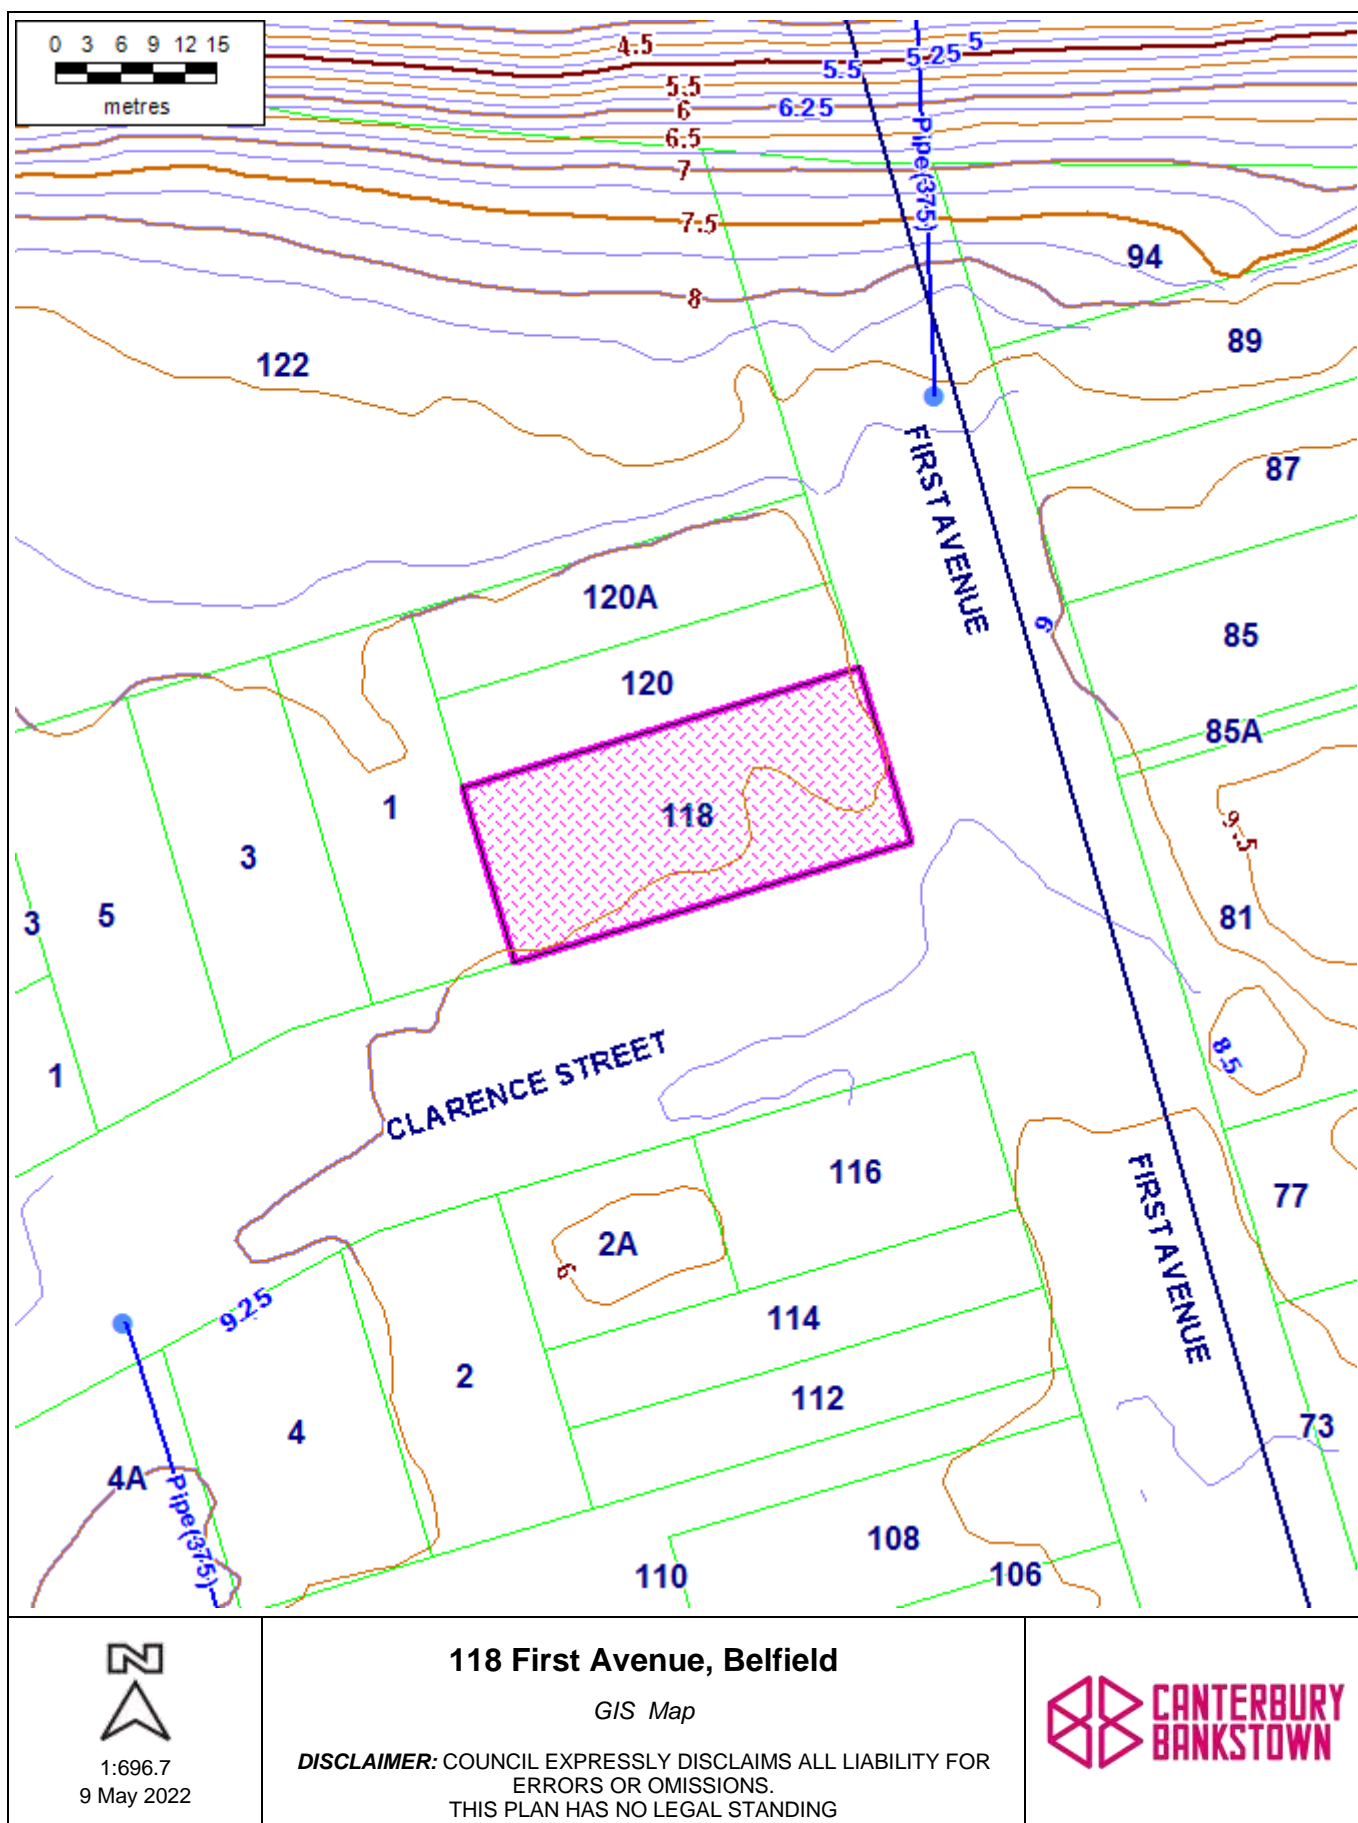 0 3 6 9 12 15
metres
4.5
5
5.25
5.5
5.5
6
6.25
6.5
Pipe(375)
7
7.5
94
8
89
122
FIRST AVENUE
87
120A
9
85
120
85A
118
1
9.5
3
5
3
81
8.5
CLARENCE STREET
1
116
FIRST AVENUE
77
2A
9
9.25
114
2
112
4
73
4A
Pipe(375)
108
110
106
N
1:696.7
9 May 2022
118 First Avenue, Belfield
GIS Map
DISCLAIMER: COUNCIL EXPRESSLY DISCLAIMS ALL LIABILITY FOR
ERRORS OR OMISSIONS.
THIS PLAN HAS NO LEGAL STANDING
CANTERBURY
BANKSTOWN